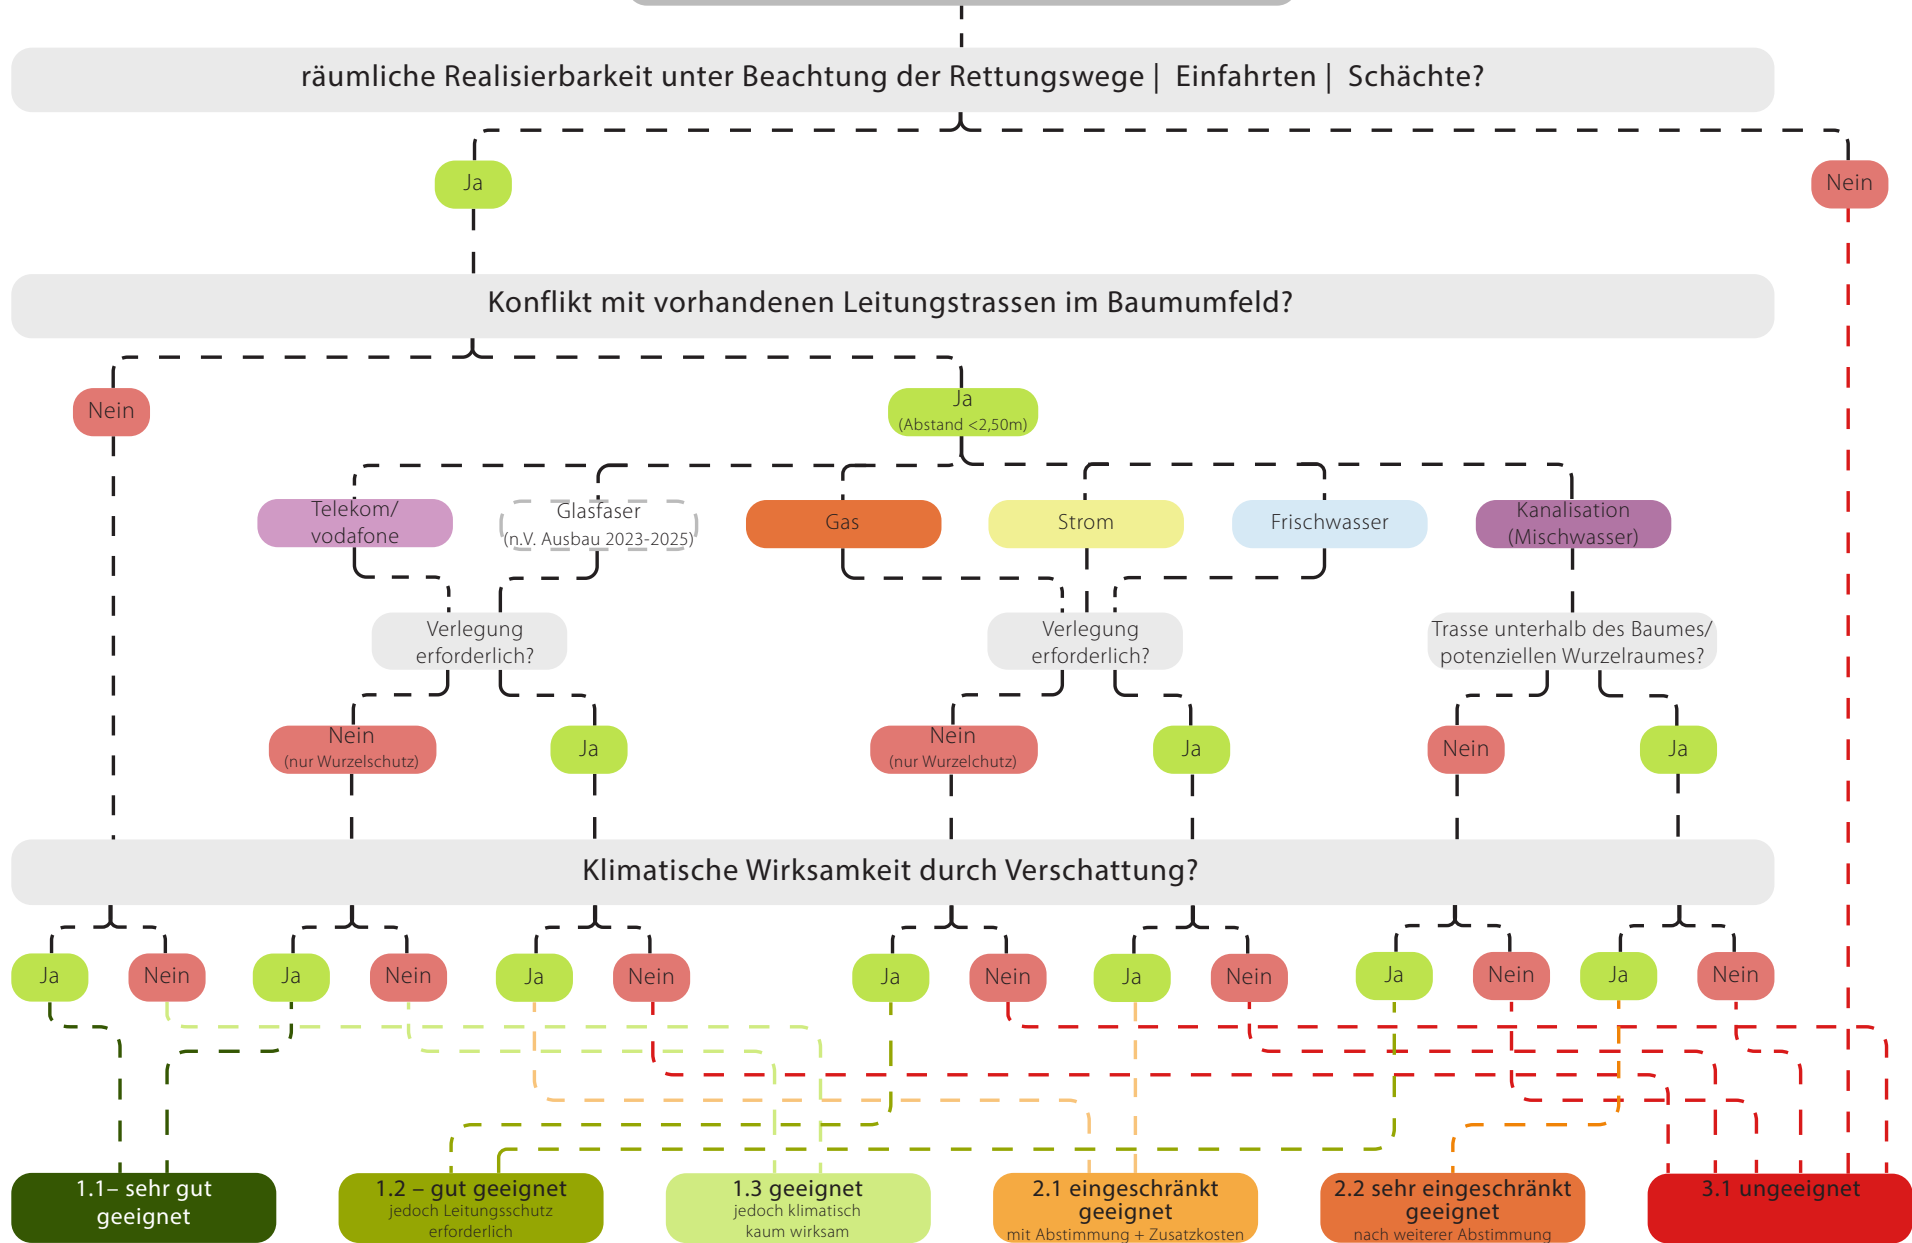 räumliche Realisierbarkeit unter Beachtung der Rettungswege | Einfahrten | Schächte?
Ja
Nein
Konflikt mit vorhandenen Leitungstrassen im Baumumfeld?
Nein
Ja
(Abstand <2,50m)
Telekom/
vodafone
Glasfaser
(n.V. Ausbau 2023-2025)
Gas
Strom
Frischwasser
Kanalisation
(Mischwasser)
Verlegung
erforderlich?
Verlegung
erforderlich?
Trasse unterhalb des Baumes/
potenziellen Wurzelraumes?
Nein
(nur Wurzelschutz)
Ja
Nein
(nur Wurzelchutz)
Ja
Nein
Ja
Klimatische Wirksamkeit durch Verschattung?
Ja
Nein
Ja
Nein
Ja
Nein
Ja
Nein
Ja
Nein
Ja
Nein
Ja
Nein
1.1– sehr gut
geeignet
1.2 – gut geeignet
jedoch Leitungsschutz
erforderlich
1.3 geeignet
jedoch klimatisch
kaum wirksam
2.1 eingeschränkt
geeignet
mit Abstimmung + Zusatzkosten
2.2 sehr eingeschränkt
geeignet
nach weiterer Abstimmung
3.1 ungeeignet